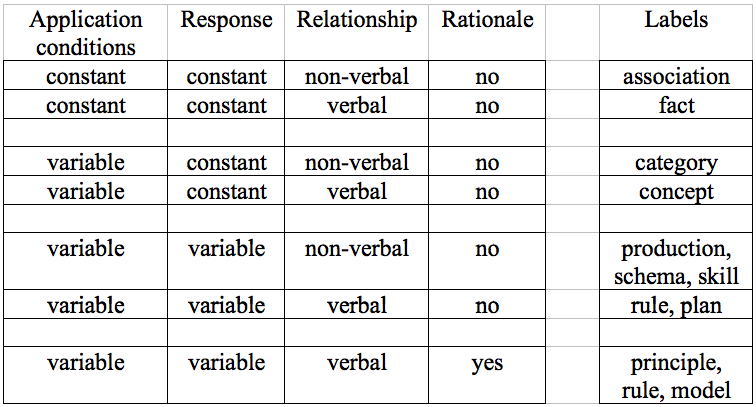 Application conditions Response Relationship Rationale Labels
constant constant non-verbal no association
constant constant verbal no fact
variable constant non-verbal no category
variable constant verbal no concept
variable variable non-verbal no production, schema, skill
variable variable verbal no rule, plan
variable variable verbal yes principle, rule, model